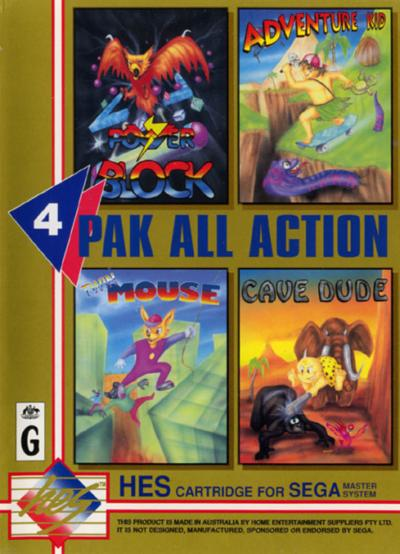 POWER
BLOCK
ADVENTURE KID
4 PAK ALL ACTION
TWIN
MOUSE
CAVE DUDE
G
HES
TM
HES CARTRIDGE FOR SEGA MASTER SYSTEM
THIS PRODUCT IS MADE IN AUSTRALIA BY HOME ENTERTAINMENT SUPPLIERS PTY LTD.
IT IS NOT DESIGNED, MANUFACTURED, SPONSORED OR ENDORSED BY SEGA.